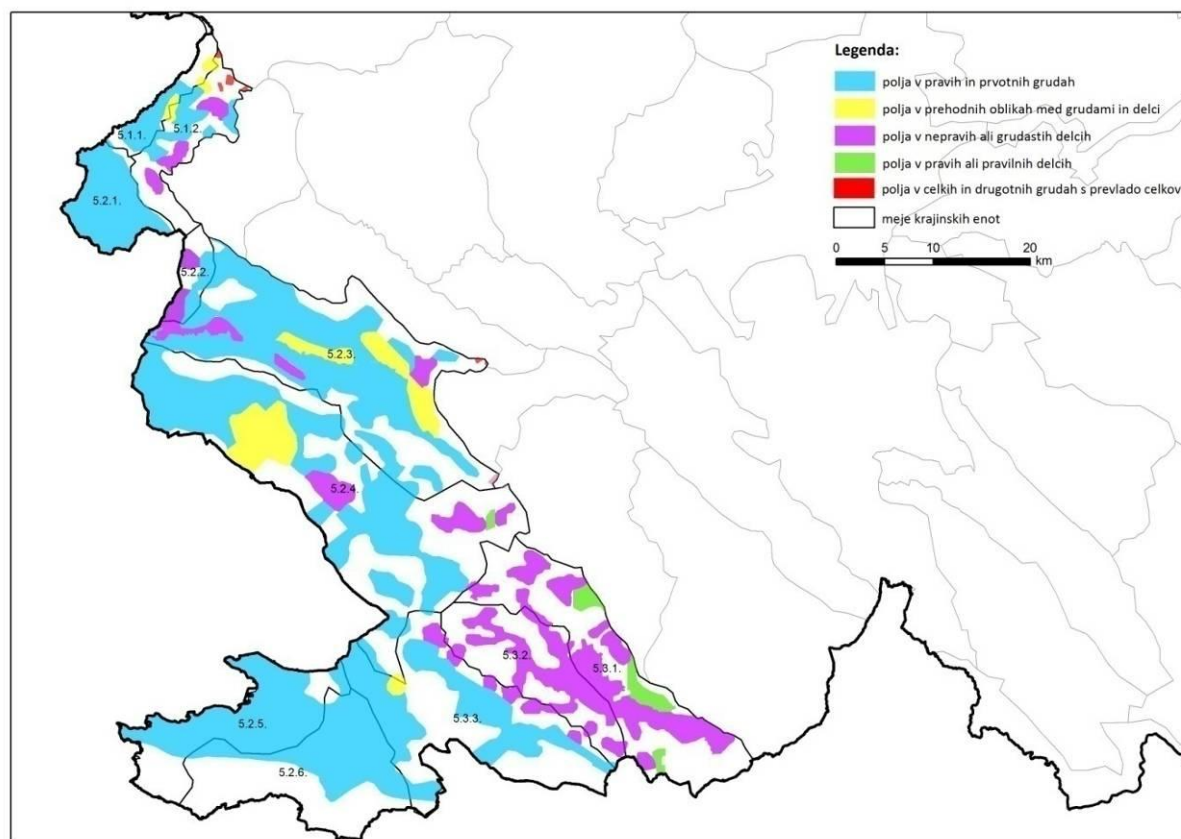 Legenda:
polja v pravih in prvotnih grudah
polja v prehodnih oblikah med grudami in delci
polja v nepravih ali grudastih delcih
polja v pravih ali pravilnih delcih
polja v celkih in drugotnih grudah s prevlado celkov
meje krajinskih enot
0 5 10 20
km
5.1.1.
5.1.2.
5.2.1.
5.2.2.
5.2.3.
5.2.4.
5.3.2.
5.3.1.
5.2.5.
5.3.3.
5.2.6.